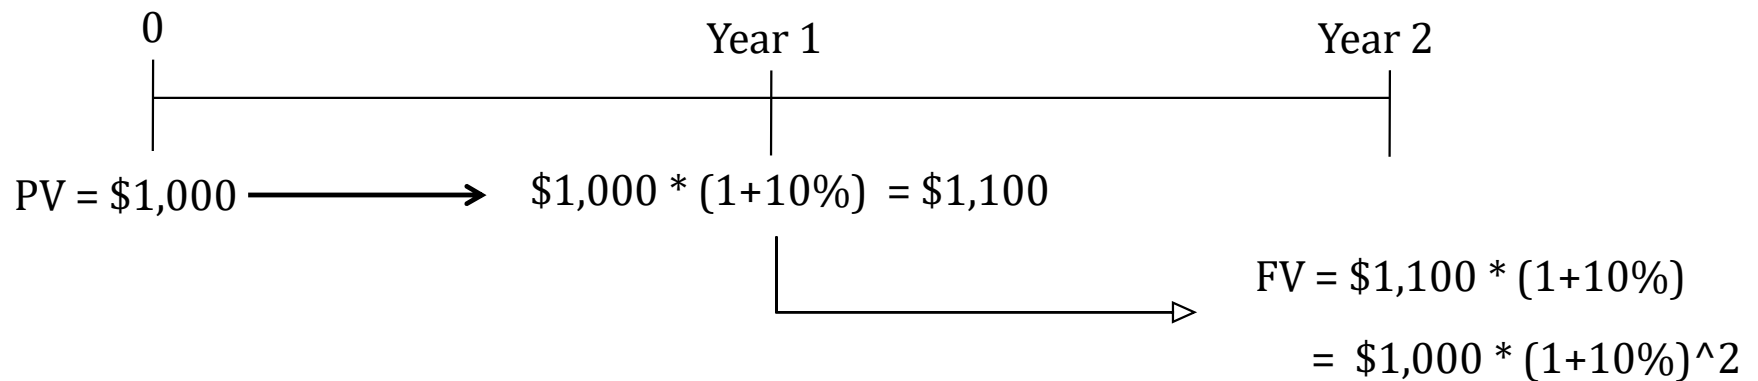 0
Year 1
Year 2
PV = $1,000
$1,000 * (1+10%) = $1,100
FV = $1,100 * (1+10%)
= $1,000 * (1+10%)^2